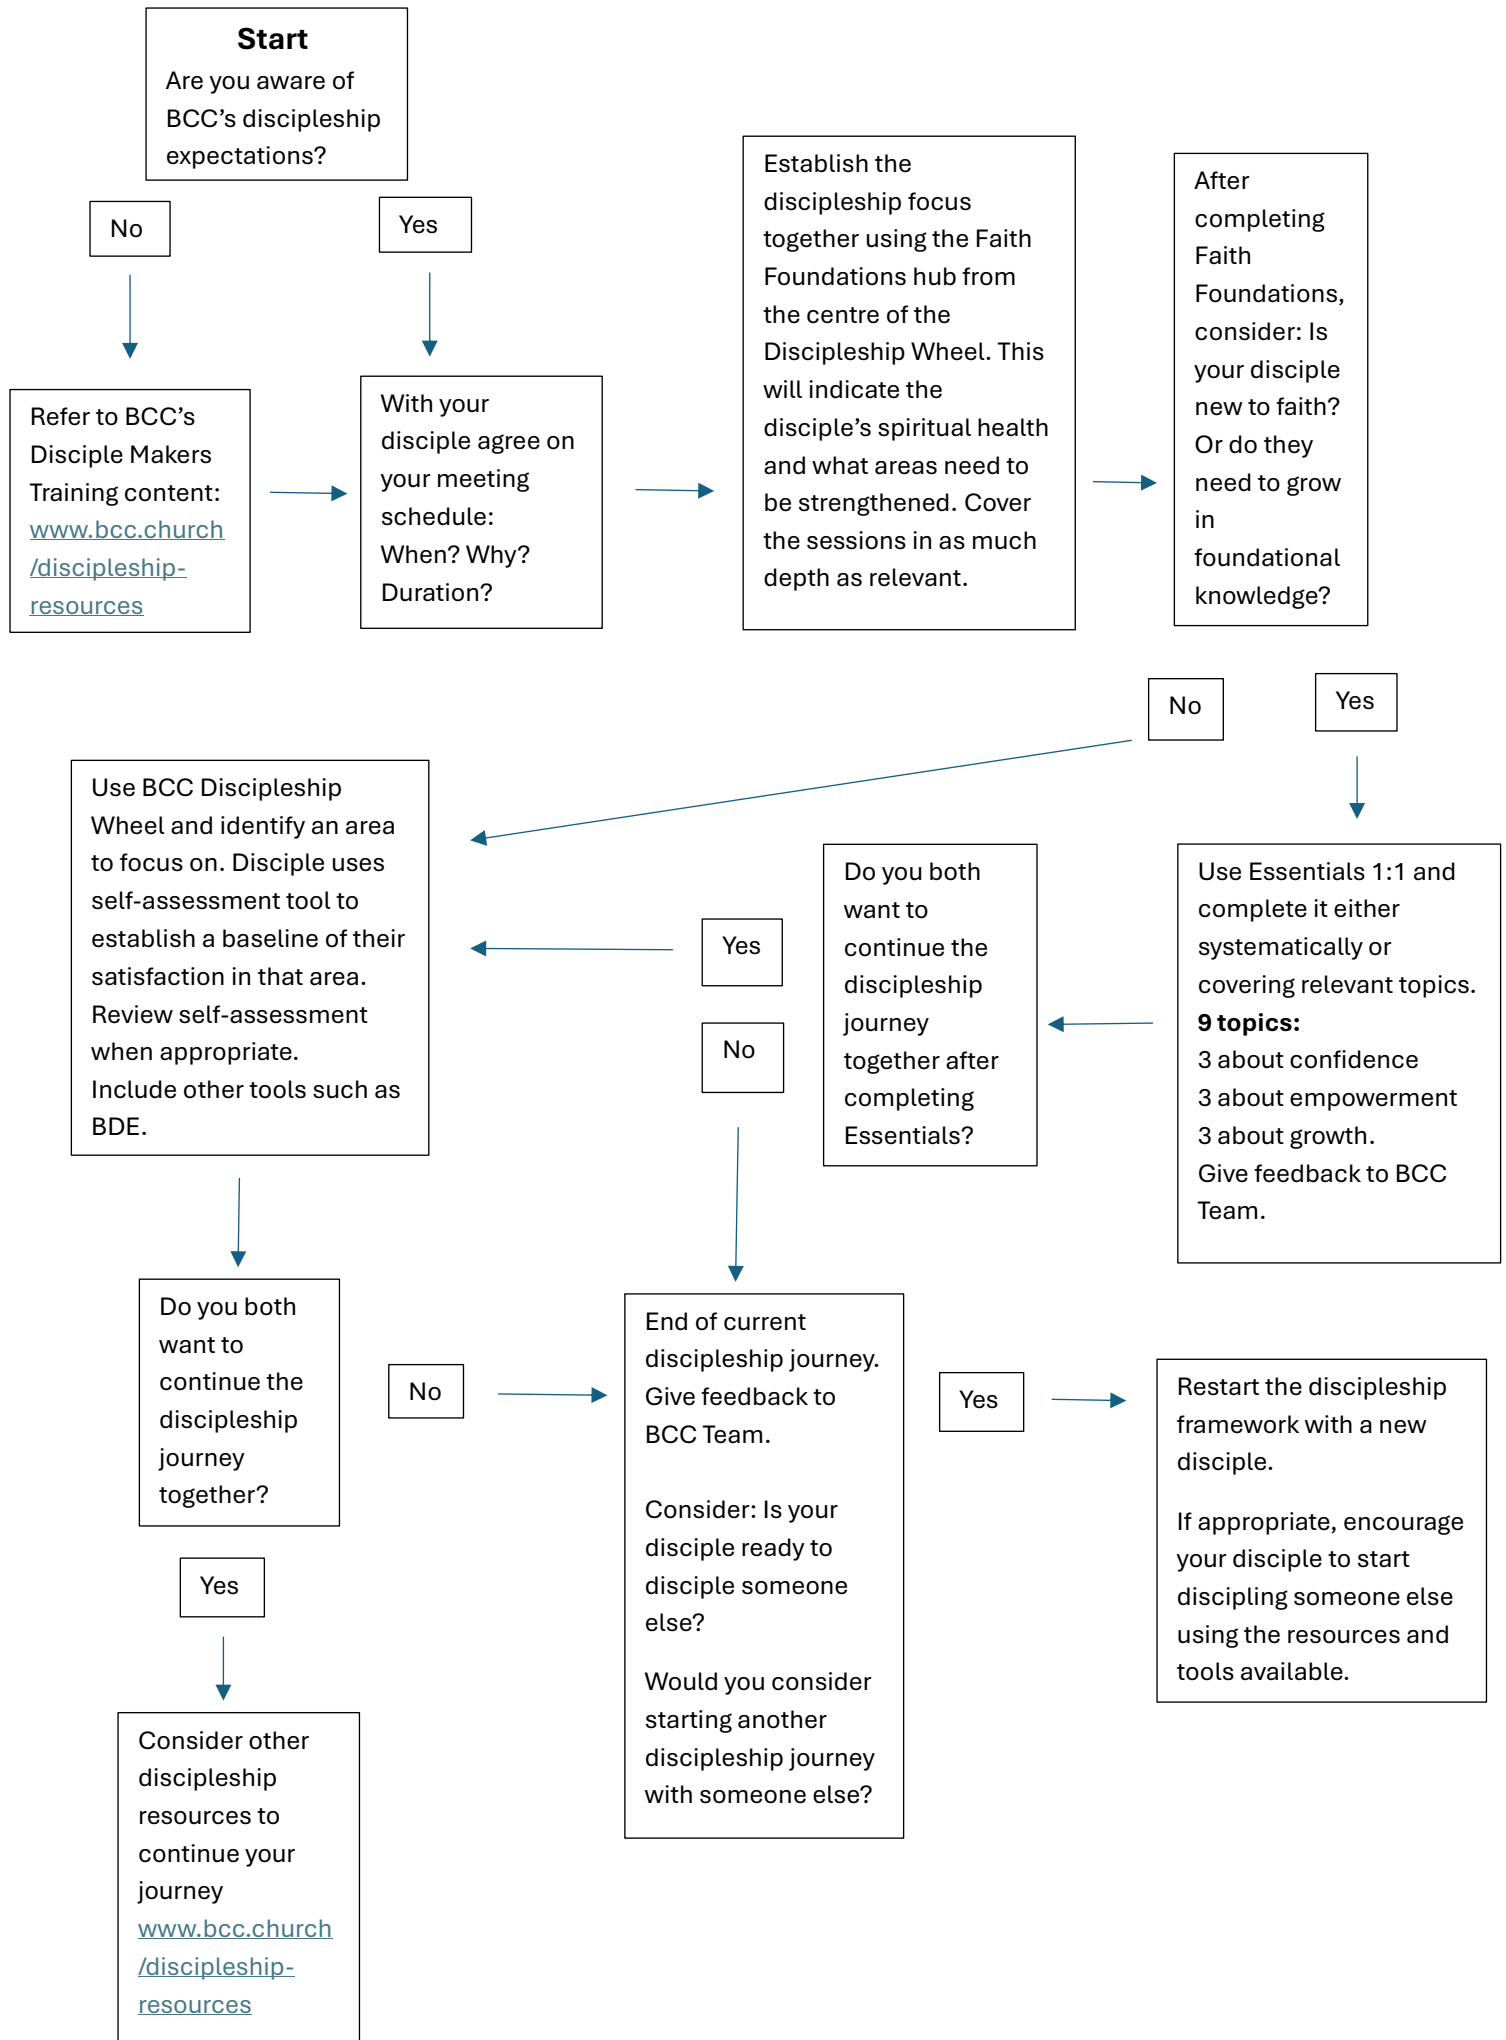 Start
Are you aware of
BCC’s discipleship
expectations?
No
Yes
Refer to BCC’s
Disciple Makers
Training content:
www.bcc.church
/discipleship-
resources
With your
disciple agree on
your meeting
schedule:
When? Why?
Duration?
Establish the
discipleship focus
together using the Faith
Foundations hub from
the centre of the
Discipleship Wheel. This
will indicate the
disciple’s spiritual health
and what areas need to
be strengthened. Cover
the sessions in as much
depth as relevant.
After
completing
Faith
Foundations,
consider: Is
your disciple
new to faith?
Or do they
need to grow
in
foundational
knowledge?
No
Yes
Use BCC Discipleship
Wheel and identify an area
to focus on. Disciple uses
self-assessment tool to
establish a baseline of their
satisfaction in that area.
Review self-assessment
when appropriate.
Include other tools such as
BDE.
Yes
No
Do you both
want to
continue the
discipleship
journey
together after
completing
Essentials?
Use Essentials 1:1 and
complete it either
systematically or
covering relevant topics.
9 topics:
3 about confidence
3 about empowerment
3 about growth.
Give feedback to BCC
Team.
Do you both
want to
continue the
discipleship
journey
together?
No
End of current
discipleship journey.
Give feedback to
BCC Team.
Consider: Is your
disciple ready to
disciple someone
else?
Would you consider
starting another
discipleship journey
with someone else?
Yes
Restart the discipleship
framework with a new
disciple.
If appropriate, encourage
your disciple to start
discipling someone else
using the resources and
tools available.
Yes
Consider other
discipleship
resources to
continue your
journey
www.bcc.church
/discipleship-
resources